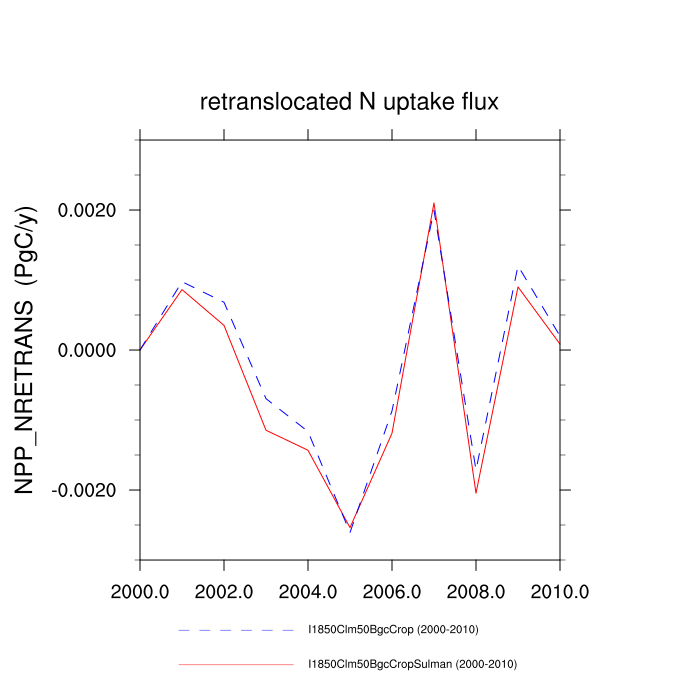 retranslocated N uptake flux
NPP_NRETRANS (PgC/y)
0.0020
0.0000
-0.0020
2000.0 2002.0 2004.0 2006.0 2008.0 2010.0
I1850Clm50BgcCrop (2000-2010)
I1850Clm50BgcCropSulman (2000-2010)